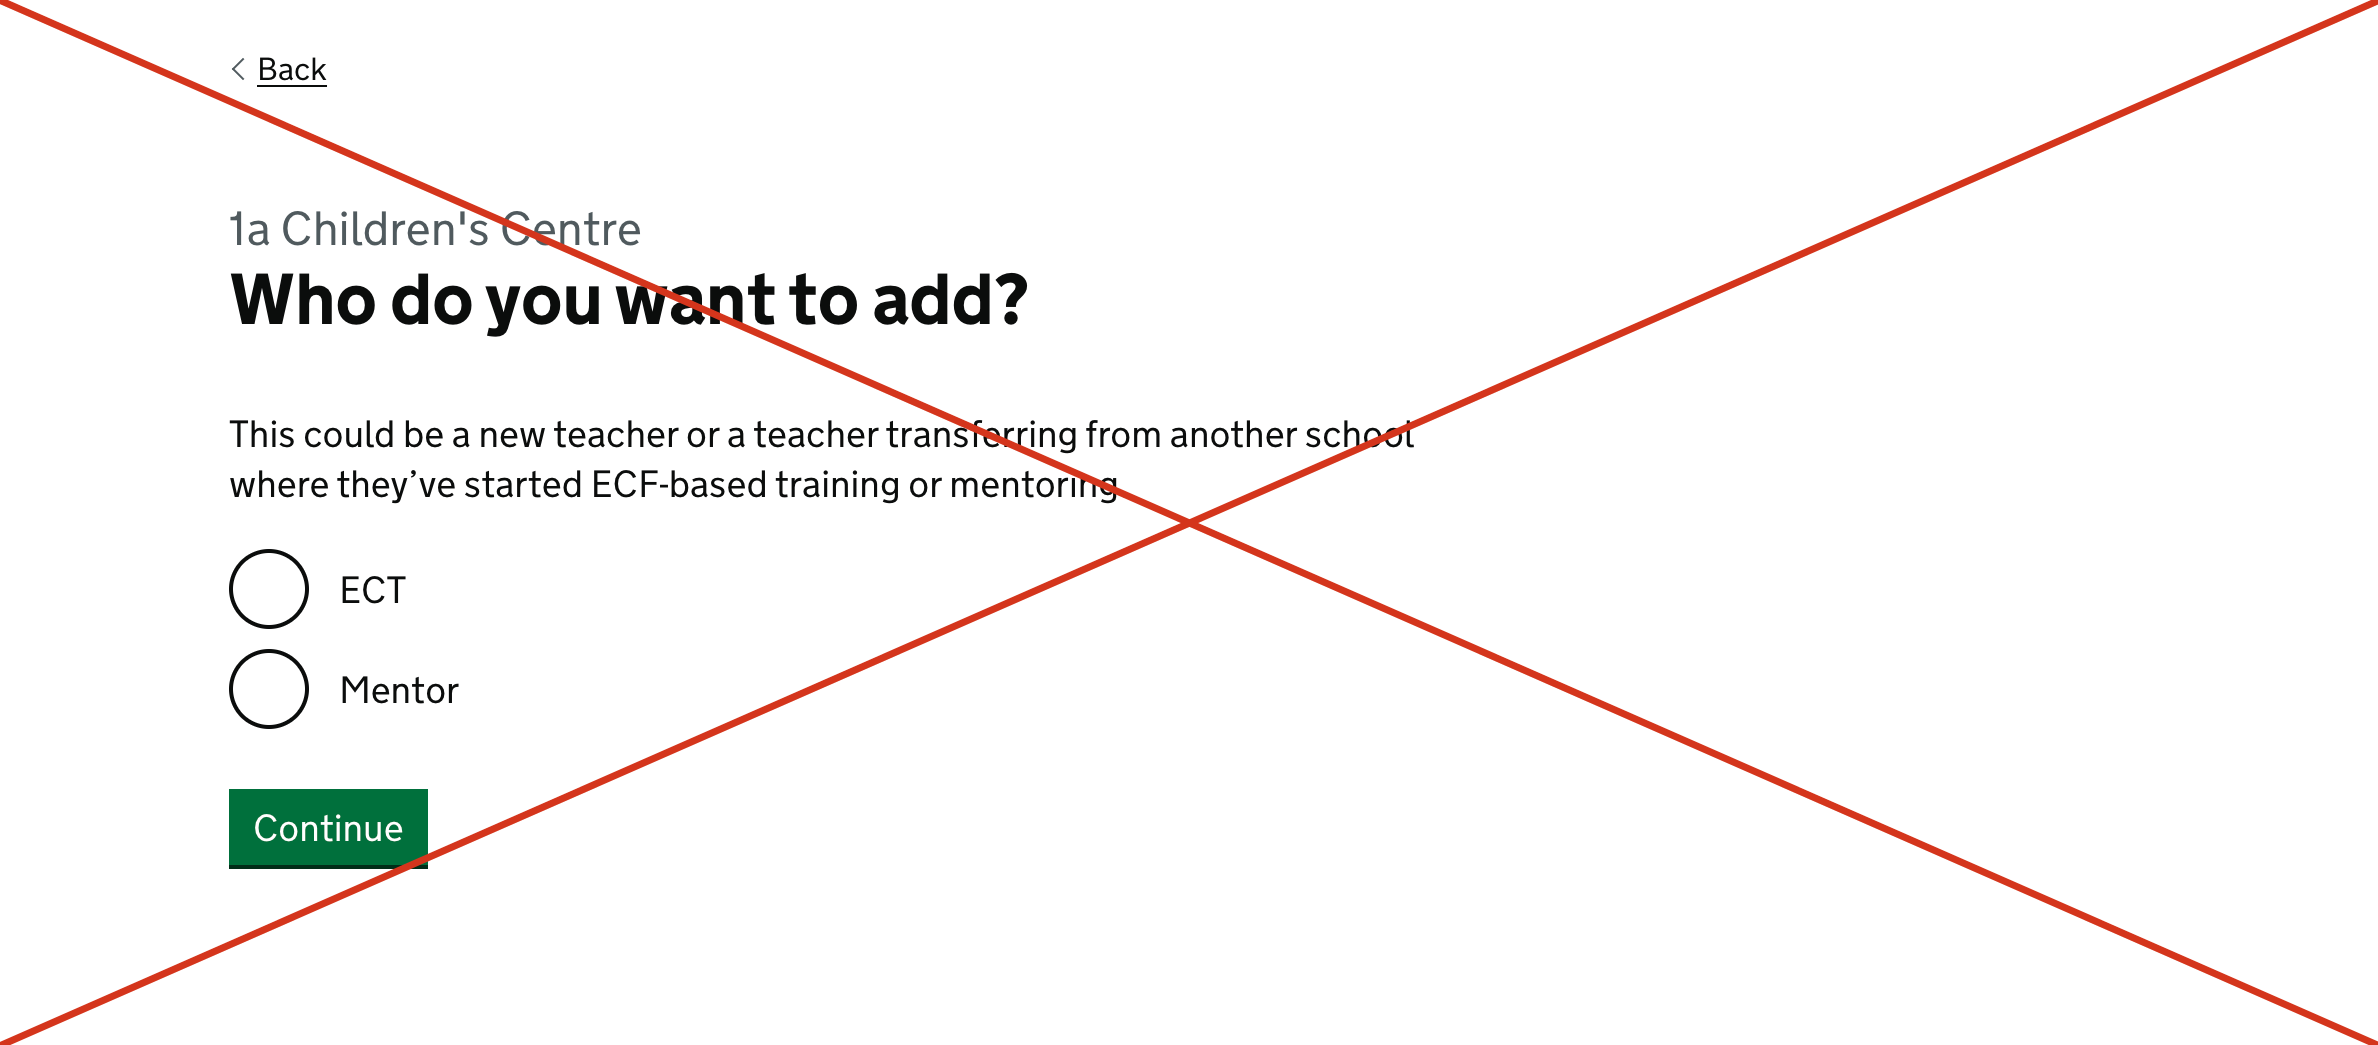 Back
1a Children's Centre
Who do you want to add?
This could be a new teacher or a teacher transferring from another school
where they’ve started ECF-based training or mentoring
ECT
Mentor
Continue